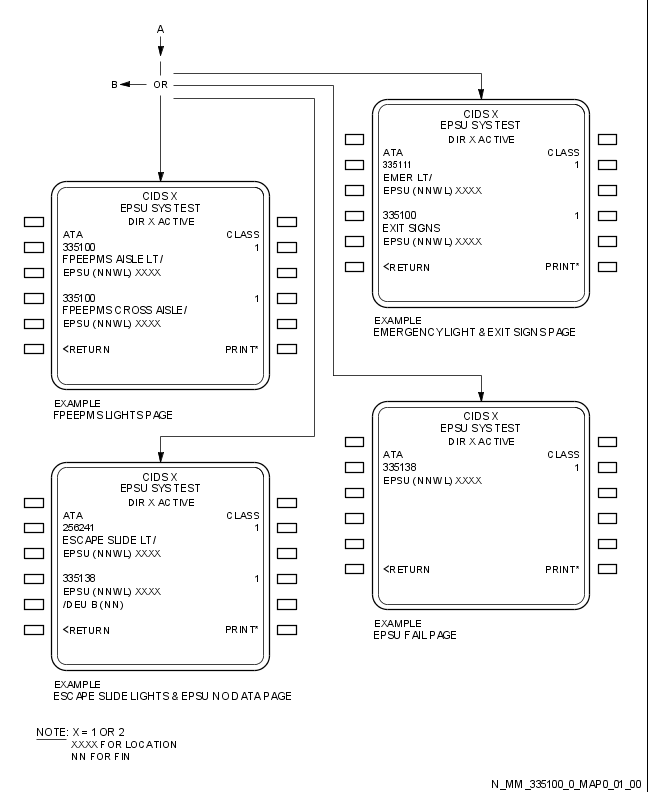 A
B
OR
CIDS X
EPSU SYS TEST
DIR X ACTIVE
ATA CLASS
335111 1
EMER LT/
EPSU (NNWL) XXXX
335100 1
EXIT SIGNS
EPSU (NNWL) XXXX
<RETURN PRINT*
EXAMPLE
EMERGENCY LIGHT & EXIT SIGNS PAGE
CIDS X
EPSU SYS TEST
DIR X ACTIVE
ATA CLASS
335100 1
FPEEPMS AISLE LT/
EPSU (NNWL) XXXX
335100 1
FPEEPMS CROSS AISLE/
EPSU (NNWL) XXXX
<RETURN PRINT*
EXAMPLE
FPEEPMS LIGHTS PAGE
CIDS X
EPSU SYS TEST
DIR X ACTIVE
ATA CLASS
335138 1
EPSU (NNWL) XXXX
<RETURN PRINT*
EXAMPLE
EPSU FAIL PAGE
CIDS X
EPSU SYS TEST
DIR X ACTIVE
ATA CLASS
256241 1
ESCAPE SLIDE LT/
EPSU (NNWL) XXXX
335138 1
EPSU (NNWL) XXXX
/DEU B (NN)
<RETURN PRINT*
EXAMPLE
ESCAPE SLIDE LIGHTS & EPSU NO DATA PAGE
NOTE: X = 1 OR 2
XXXX FOR LOCATION
NN FOR FIN
N_MM_335100_0_MAP0_01_00